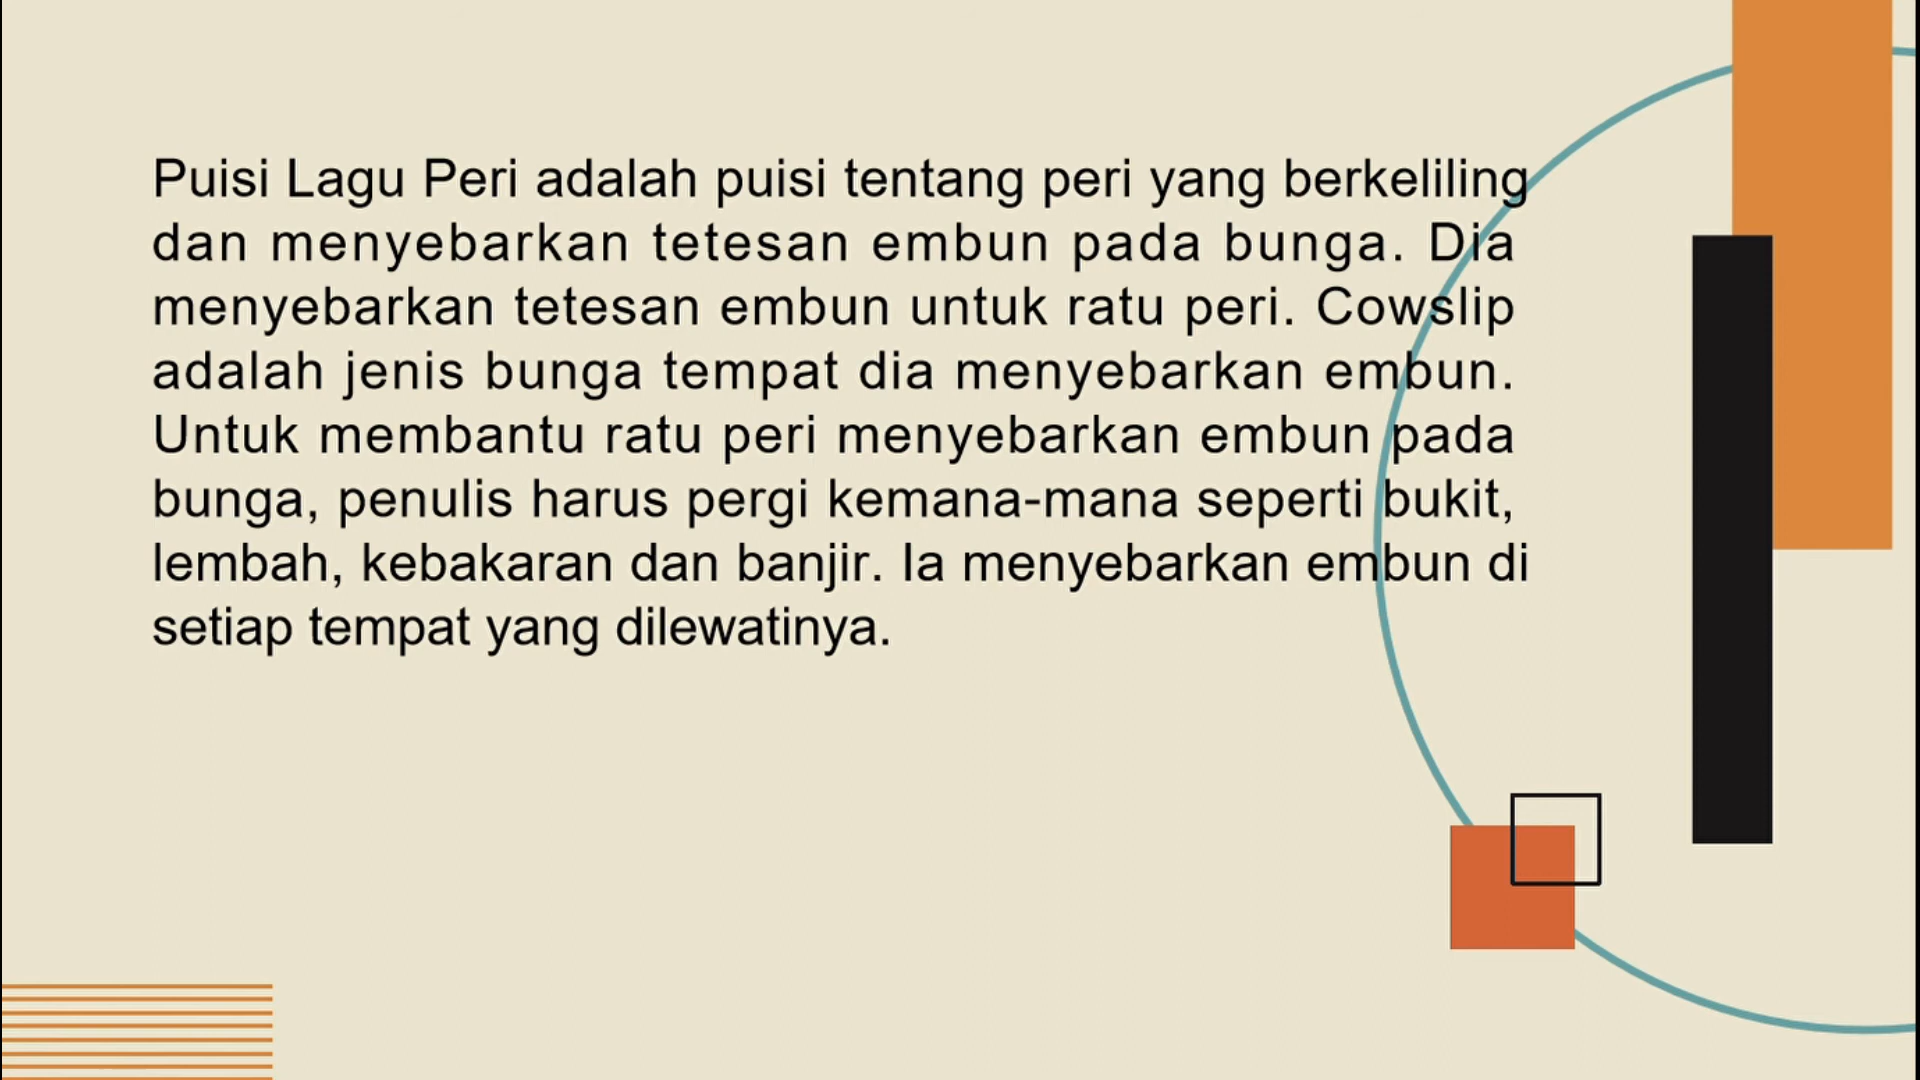 Puisi Lagu Peri adalah puisi tentang peri yang berkeliling
dan menyebarkan tetesan embun pada bunga. Dia
menyebarkan tetesan embun untuk ratu peri. Cowslip
adalah jenis bunga tempat dia menyebarkan embun.
Untuk membantu ratu peri menyebarkan embun pada
bunga, penulis harus pergi kemana-mana seperti bukit,
lembah, kebakaran dan banjir. Ia menyebarkan embun di
setiap tempat yang dilewatinya.